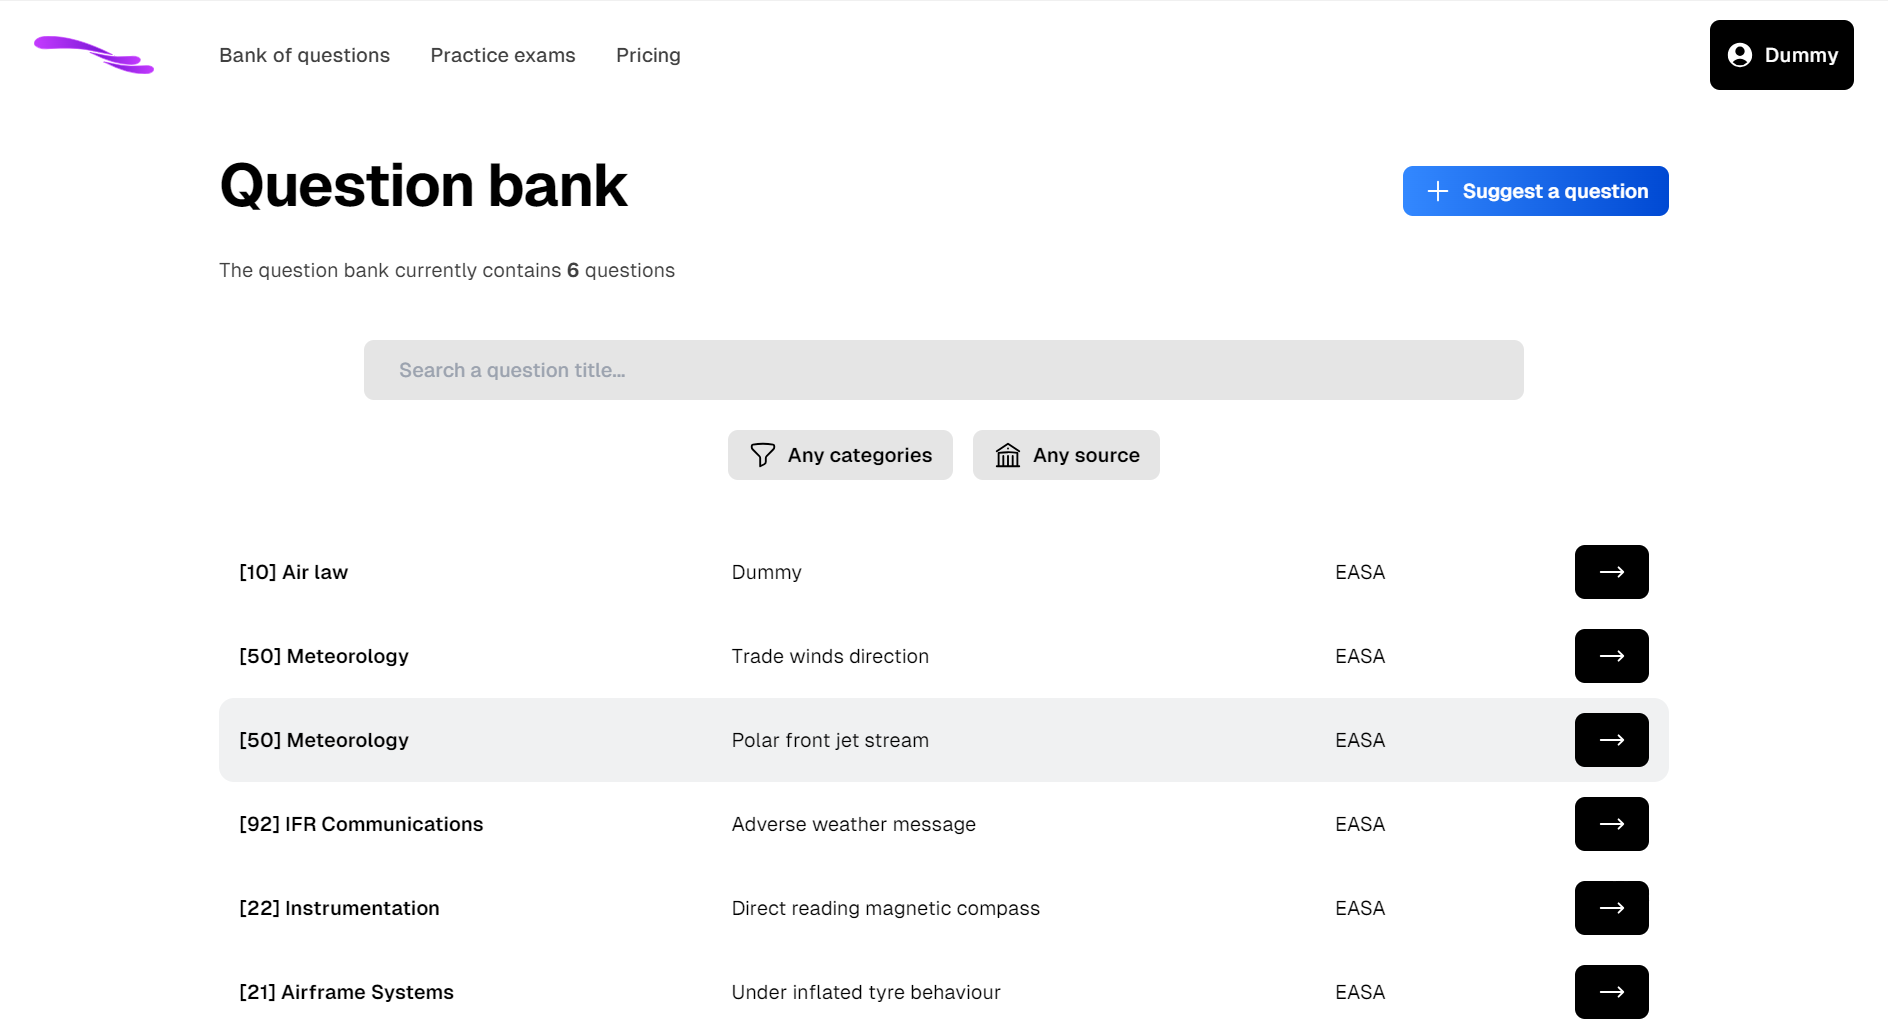 Bank of questions Practice exams Pricing Dummy
Question bank
Suggest a question
The question bank currently contains 6 questions
Search a question title...
Any categories Any source
[10] Air law Dummy EASA
[50] Meteorology Trade winds direction EASA
[50] Meteorology Polar front jet stream EASA
[92] IFR Communications Adverse weather message EASA
[22] Instrumentation Direct reading magnetic compass EASA
[21] Airframe Systems Under inflated tyre behaviour EASA